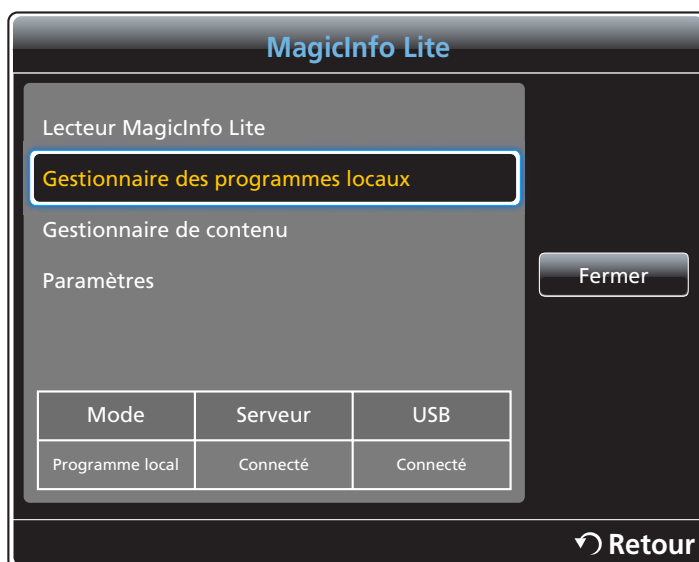 MagicInfo Lite
Lecteur MagicInfo Lite
Gestionnaire des programmes locaux
Gestionnaire de contenu
Paramètres
Fermer
Mode Serveur USB
Programme local Connecté Connecté
Retour